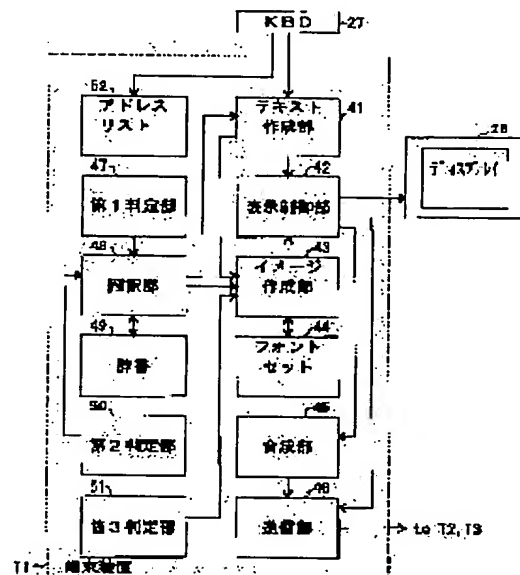 KBD
27
52
アドレス
リスト
テキスト
作成部
41
47
第1判定部
42
表示制御部
28
ディスプレイ
48
翻訳部
43
イメージ
作成部
49
辞書
44
フォント
セット
50
第2判定部
45
合成部
51
第3判定部
46
送信部
to T2,T3
T1
端末装置